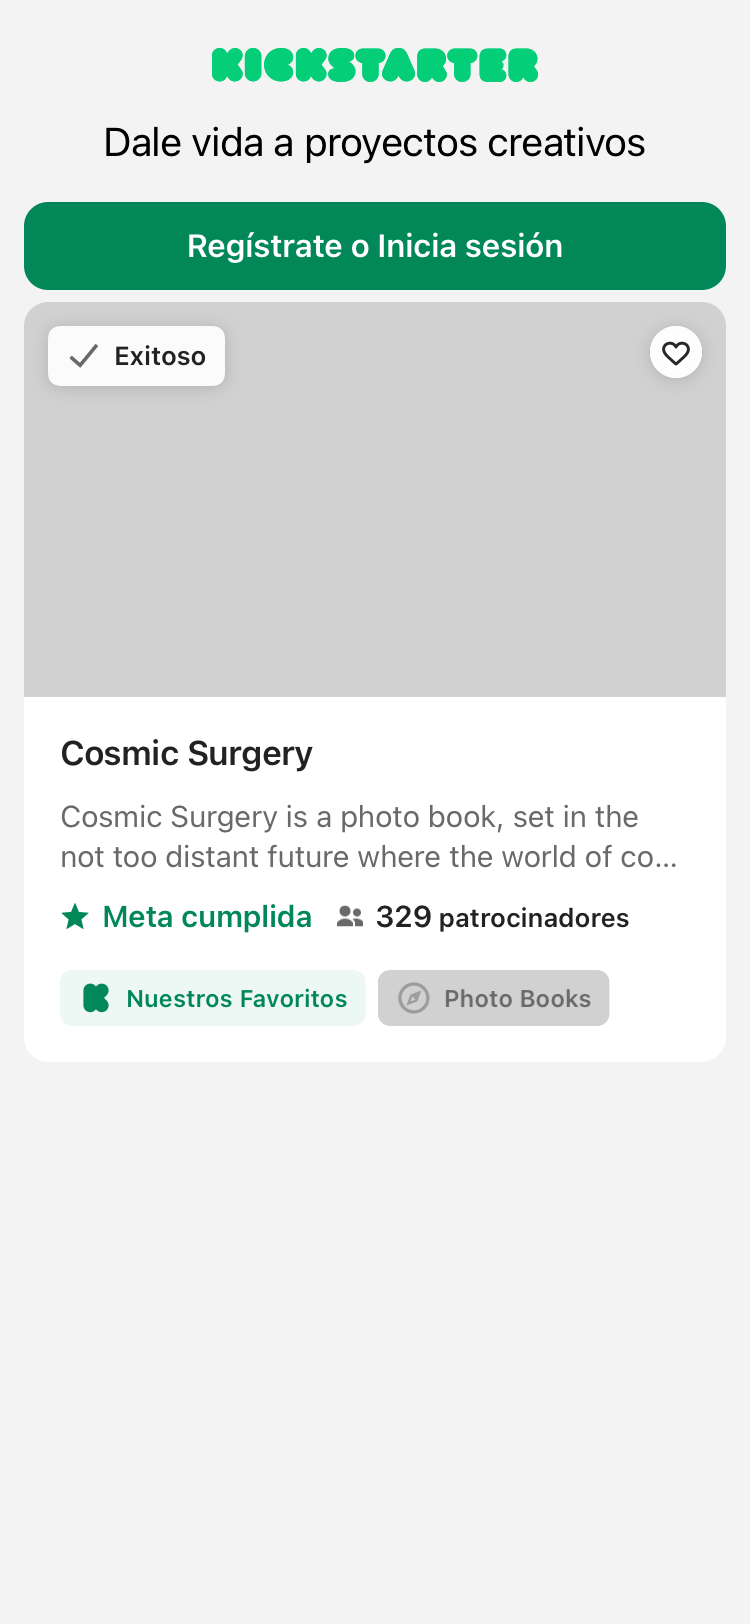 KICKSTARTER
Dale vida a proyectos creativos
Regístrate o Inicia sesión
Exitoso
Cosmic Surgery
Cosmic Surgery is a photo book, set in the
not too distant future where the world of co...
Meta cumplida 329 patrocinadores
Nuestros Favoritos Photo Books